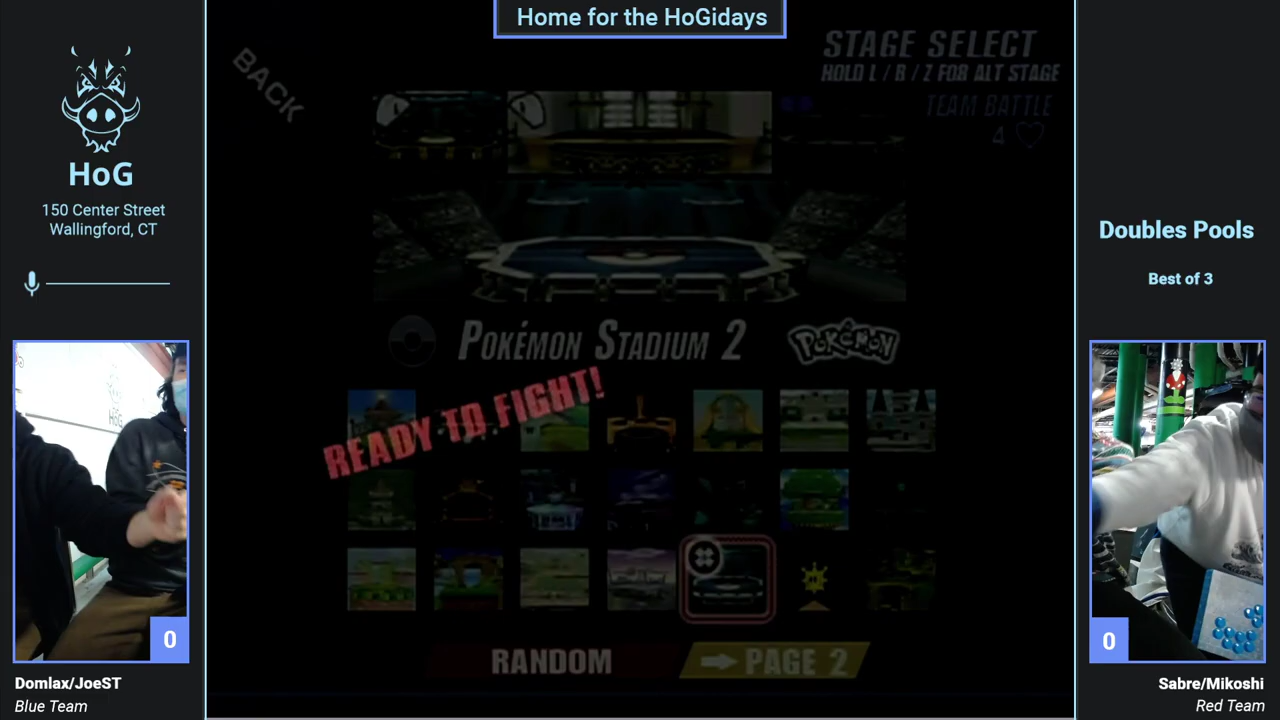 Home for the HoGidays
HoG
150 Center Street
Wallingford, CT
BACK
STAGE SELECT
HOLD L / R / Z FOR ALT STAGE
TEAM BATTLE
4
POKÉMON STADIUM 2
POKéMON
READY TO FIGHT!
RANDOM
PAGE 2
Doubles Pools
Best of 3
HoG
0
Domlax/JoeST
Blue Team
0
Sabre/Mikoshi
Red Team